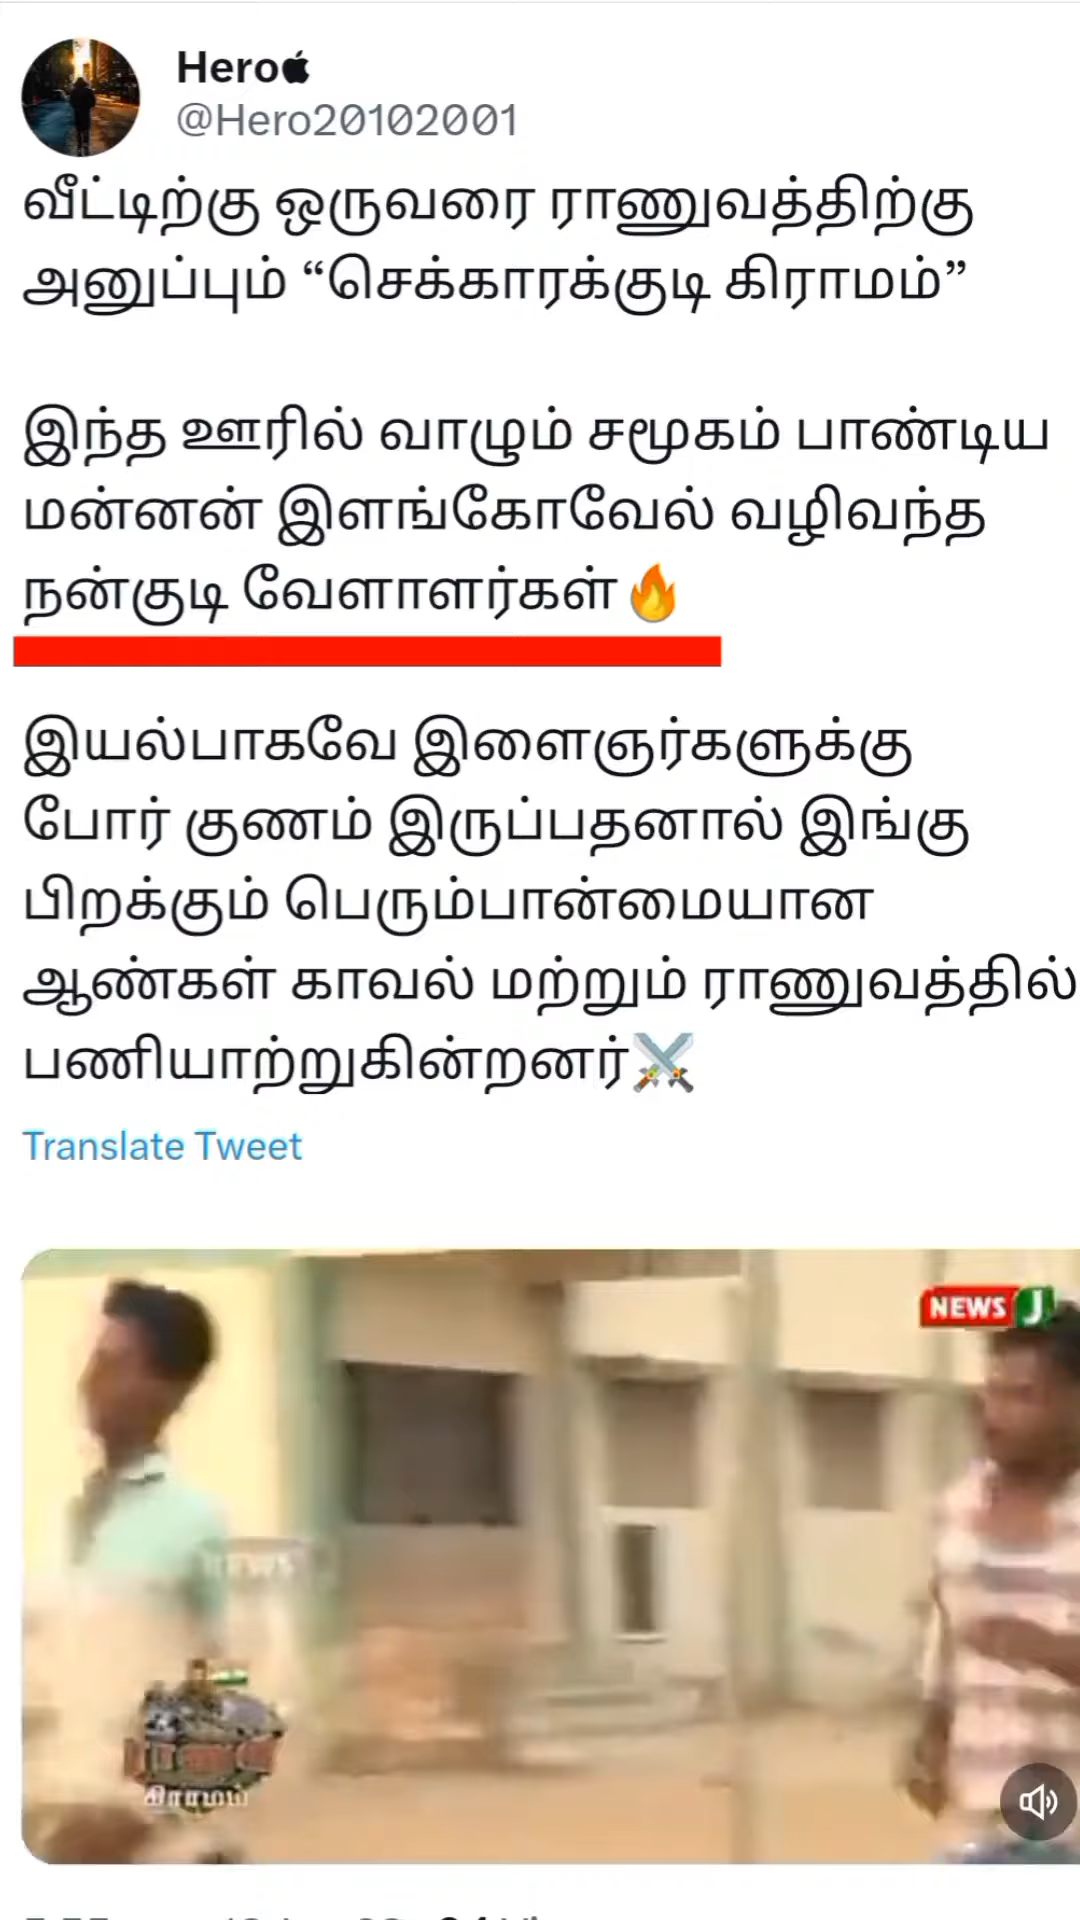 Hero
@Hero20102001
வீட்டிற்கு ஒருவரை ராணுவத்திற்கு
அனுப்பும் “செக்காரக்குடி கிராமம்”
இந்த ஊரில் வாழும் சமூகம் பாண்டிய
மன்னன் இளங்கோவேல் வழிவந்த
நன்குடி வேளாளர்கள்🔥
இயல்பாகவே இளைஞர்களுக்கு
போர் குணம் இருப்பதனால் இங்கு
பிறக்கும் பெரும்பான்மையான
ஆண்கள் காவல் மற்றும் ராணுவத்தில்
பணியாற்றுகின்றனர்⚔️
Translate Tweet
NEWS J
NEWS
கிராமம்